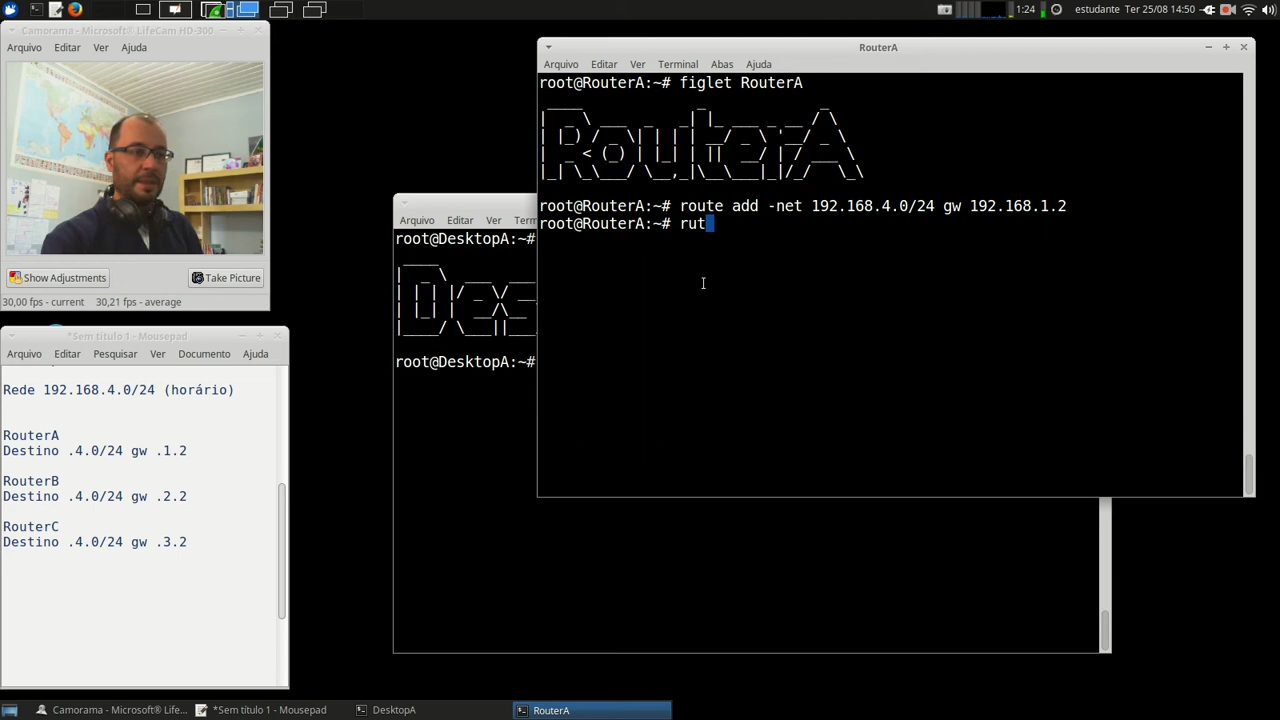 1:24 estudante Ter 25/08 14:50
Camorama - Microsoft® LifeCam HD-300
Arquivo Editar Ver Ajuda
Show Adjustments Take Picture
30,00 fps - current 30,21 fps - average
*Sem título 1 - Mousepad
Arquivo Editar Pesquisar Ver Documento Ajuda
Rede 192.168.4.0/24 (horário)
RouterA
Destino .4.0/24 gw .1.2
RouterB
Destino .4.0/24 gw .2.2
RouterC
Destino .4.0/24 gw .3.2
Arquivo Editar Ver
root@DesktopA:~#
Des
root@DesktopA:~#
RouterA
Arquivo Editar Ver Terminal Abas Ajuda
root@RouterA:~# figlet RouterA
RouterA
root@RouterA:~# route add -net 192.168.4.0/24 gw 192.168.1.2
root@RouterA:~# rut
Camorama - Microsoft® Life... *Sem título 1 - Mousepad DesktopA RouterA